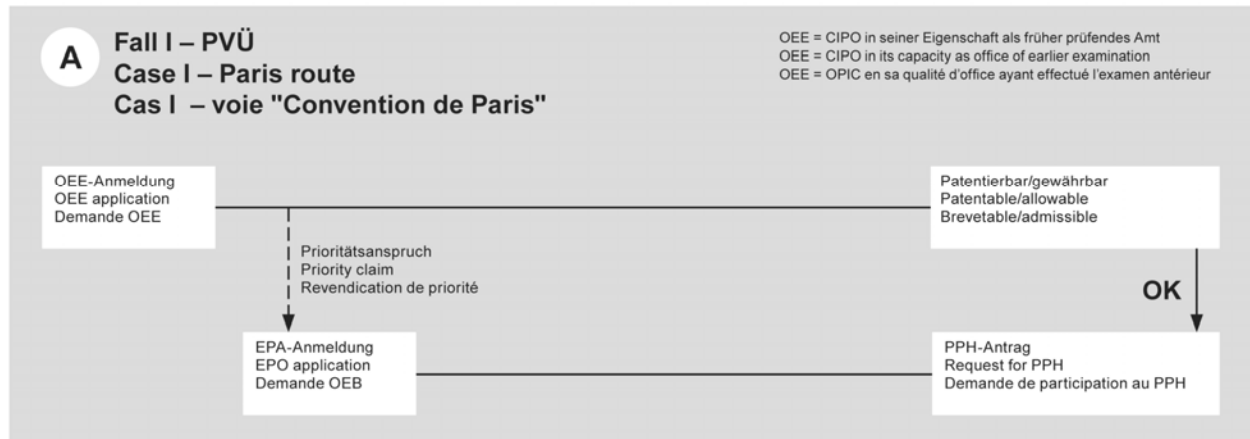 A
Fall I – PVÜ
Case I – Paris route
Cas I – voie "Convention de Paris"
OEE = CIPO in seiner Eigenschaft als früher prüfendes Amt
OEE = CIPO in its capacity as office of earlier examination
OEE = OPIC en sa qualité d'office ayant effectué l'examen antérieur
OEE-Anmeldung
OEE application
Demande OEE
Patentierbar/gewährbar
Patentable/allowable
Brevetable/admissible
Prioritätsanspruch
Priority claim
Revendication de priorité
OK
EPA-Anmeldung
EPO application
Demande OEB
PPH-Antrag
Request for PPH
Demande de participation au PPH